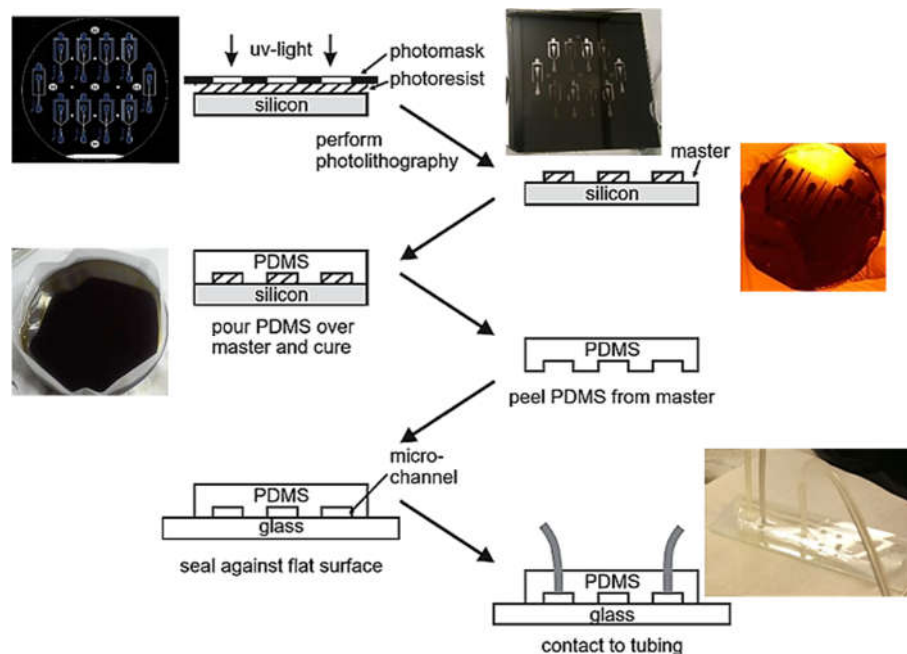 uv-light
photomask
photoresist
silicon
perform
photolithography
master
silicon
PDMS
silicon
pour PDMS over
master and cure
PDMS
peel PDMS from master
micro-
channel
PDMS
glass
seal against flat surface
PDMS
glass
contact to tubing